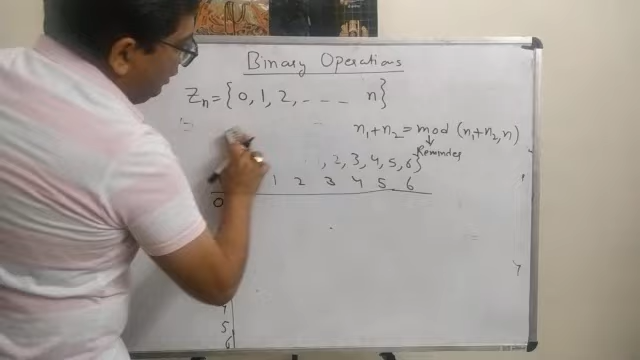 Binary Operations
Zn = {0, 1, 2, - - - n}
n1 + n2 = mod (n1+n2, n)
↓
Reminder
, 2, 3, 4, 5, 6}
1 2 3 4 5 6
0
5
6